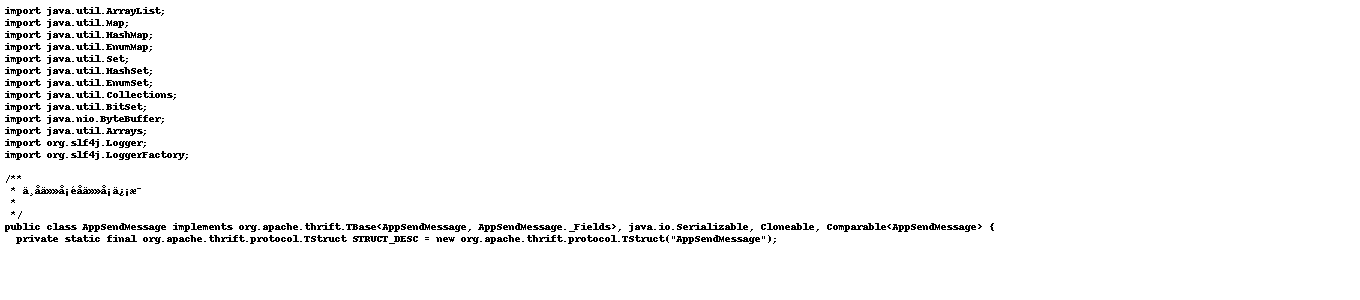 import java.util.ArrayList;
import java.util.Map;
import java.util.HashMap;
import java.util.EnumMap;
import java.util.Set;
import java.util.HashSet;
import java.util.EnumSet;
import java.util.Collections;
import java.util.BitSet;
import java.nio.ByteBuffer;
import java.util.Arrays;
import org.slf4j.Logger;
import org.slf4j.LoggerFactory;
/**
 *
 *
 */
public class AppSendMessage implements org.apache.thrift.TBase<AppSendMessage, AppSendMessage._Fields>, java.io.Serializable, Cloneable, Comparable<AppSendMessage> {
  private static final org.apache.thrift.protocol.TStruct STRUCT_DESC = new org.apache.thrift.protocol.TStruct("AppSendMessage");